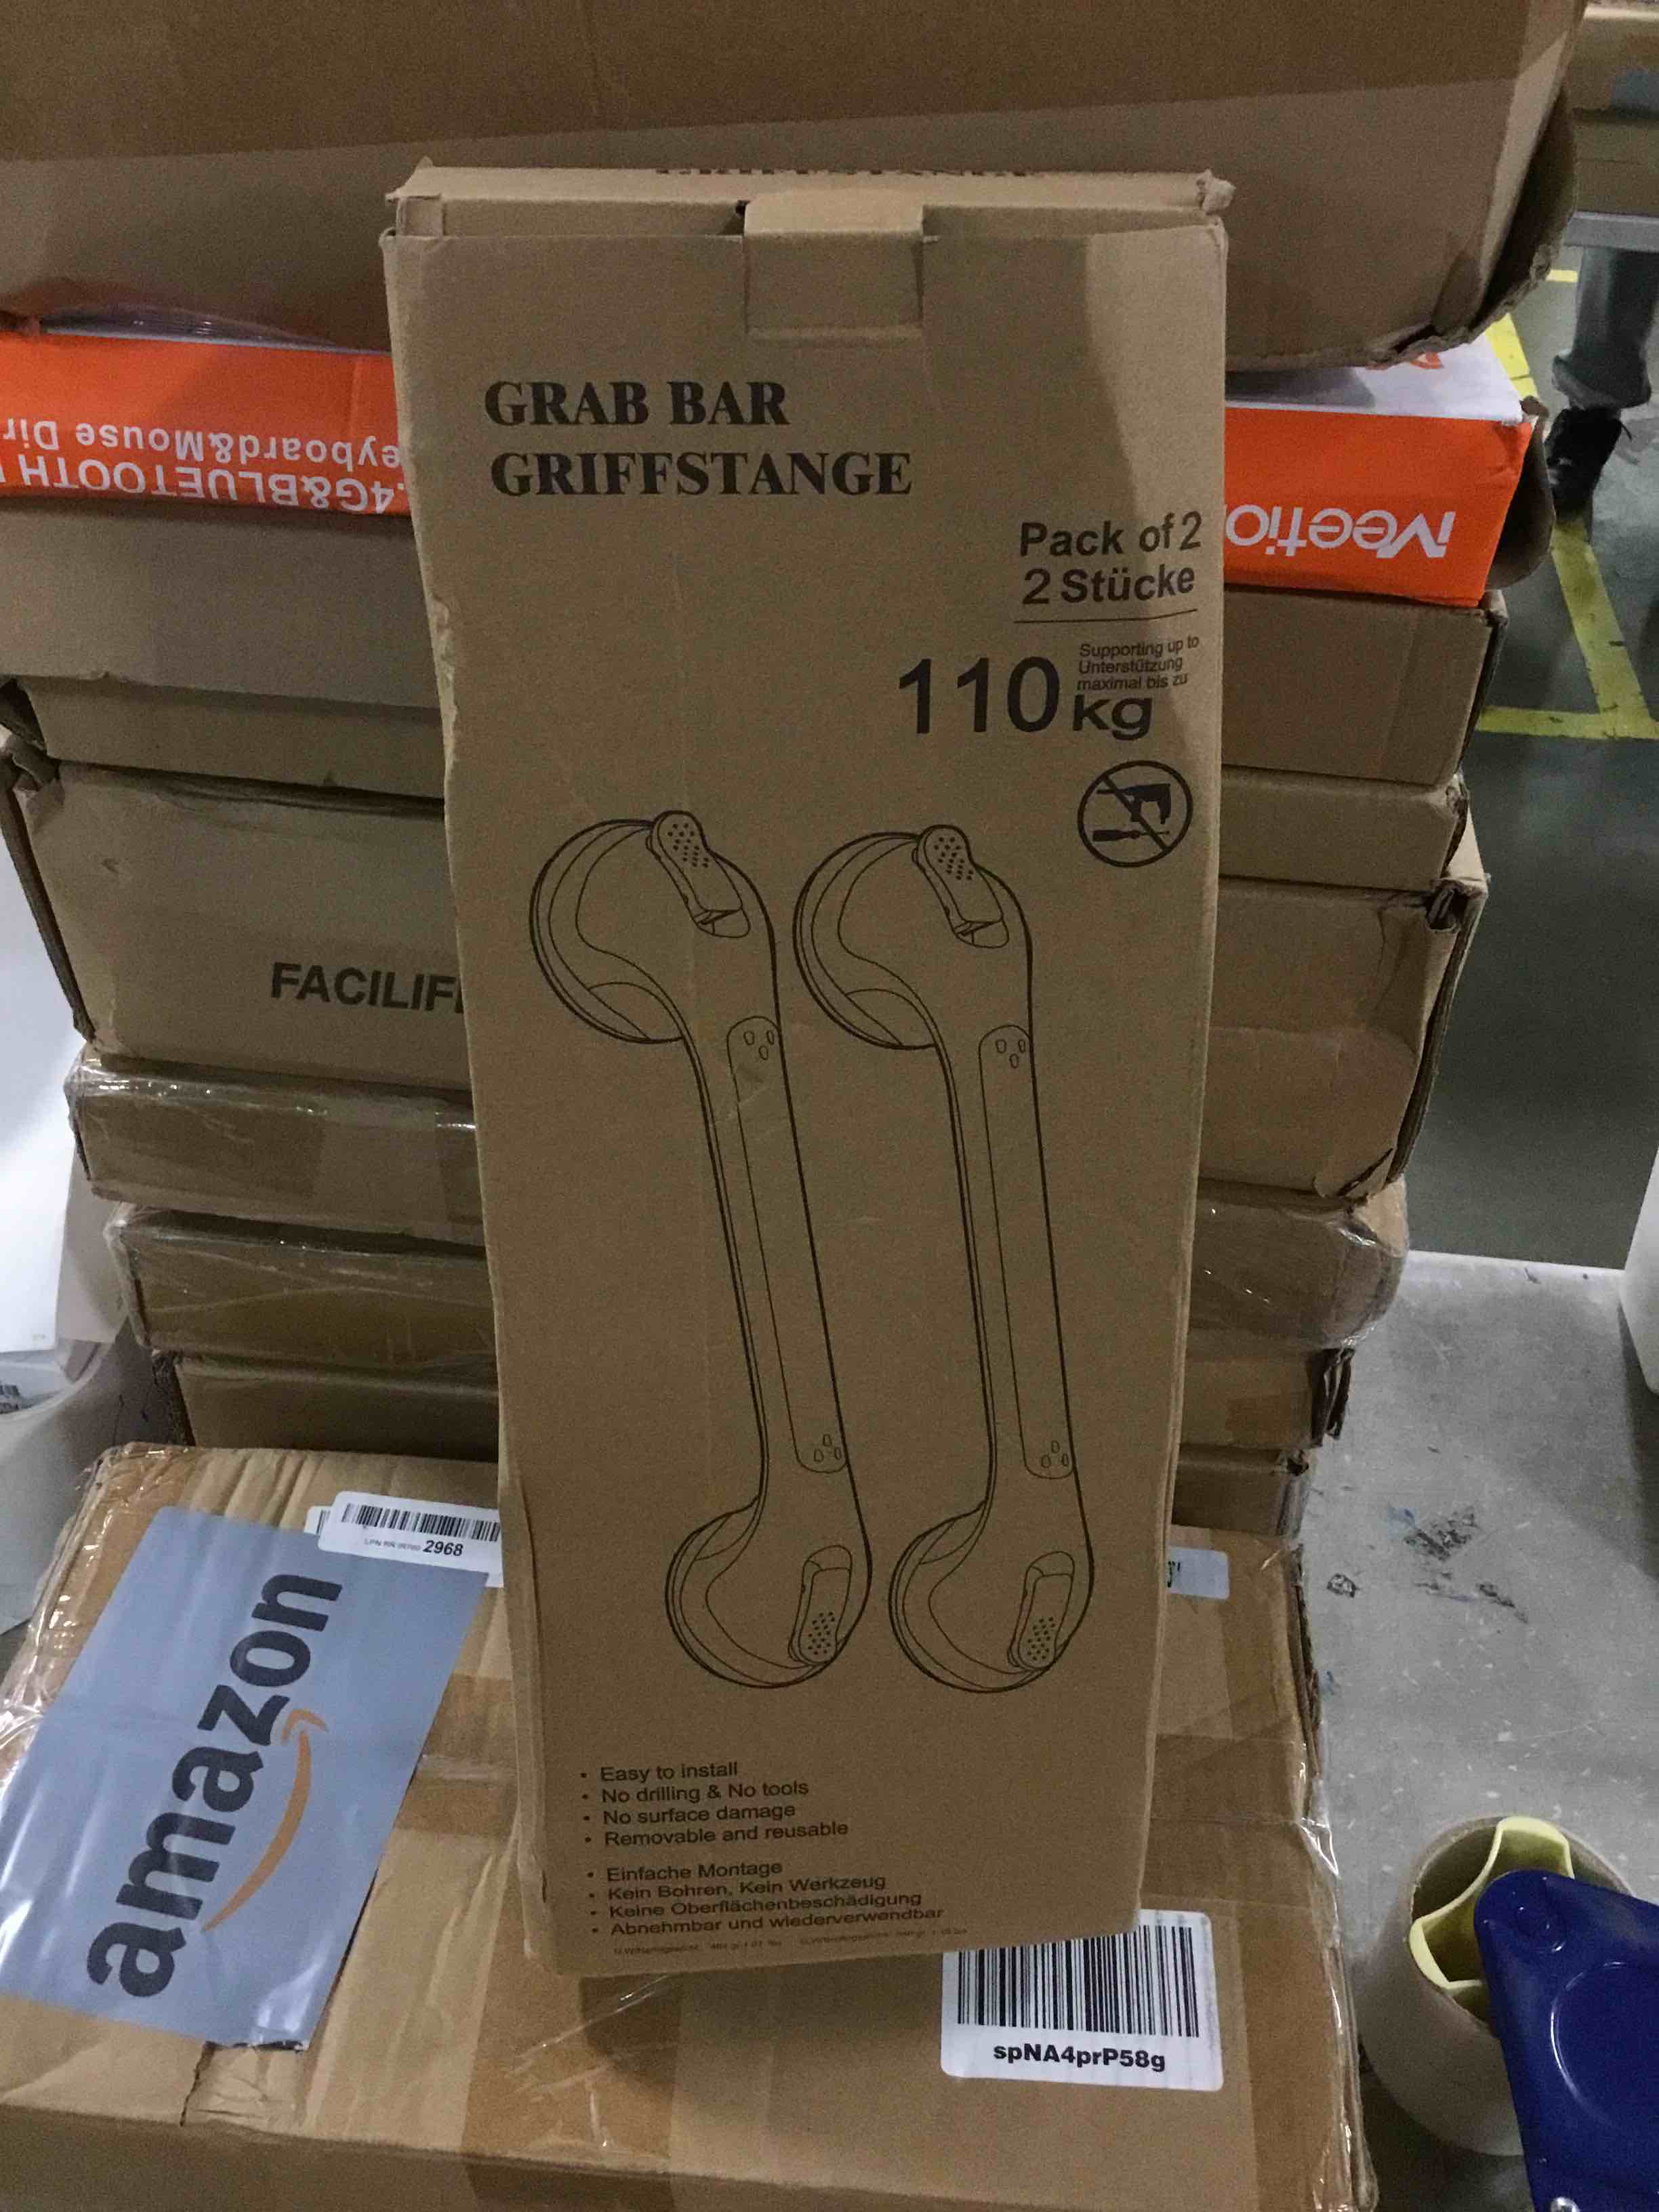 GRAB BAR
GRIFFSTANGE
Pack of 2
2 Stücke
Supporting up to
Unterstützung
maximal bis zu
110 kg
eyboard&Mouse Dir
.4G&BLUETOOTH
Meetio
FACILIF
2968
amazon
• Easy to install
• No drilling & No tools
• No surface damage
• Removable and reusable
• Einfache Montage
• Kein Bohren, Kein Werkzeug
• Keine Oberflächenbeschädigung
• Abnehmbar und wiederverwendbar
spNA4prP58g